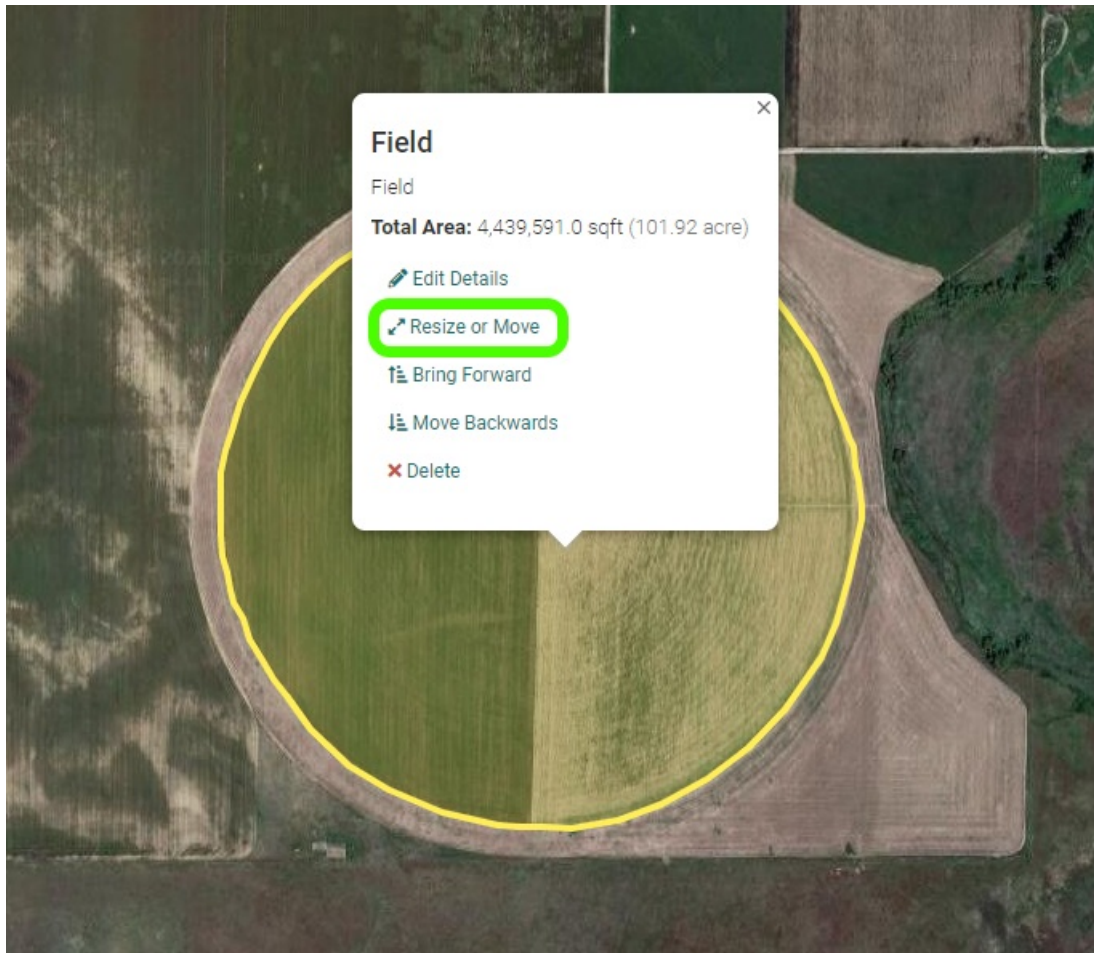 ×
Field
Field
Total Area: 4,439,591.0 sqft (101.92 acre)
Edit Details
Resize or Move
Bring Forward
Move Backwards
Delete